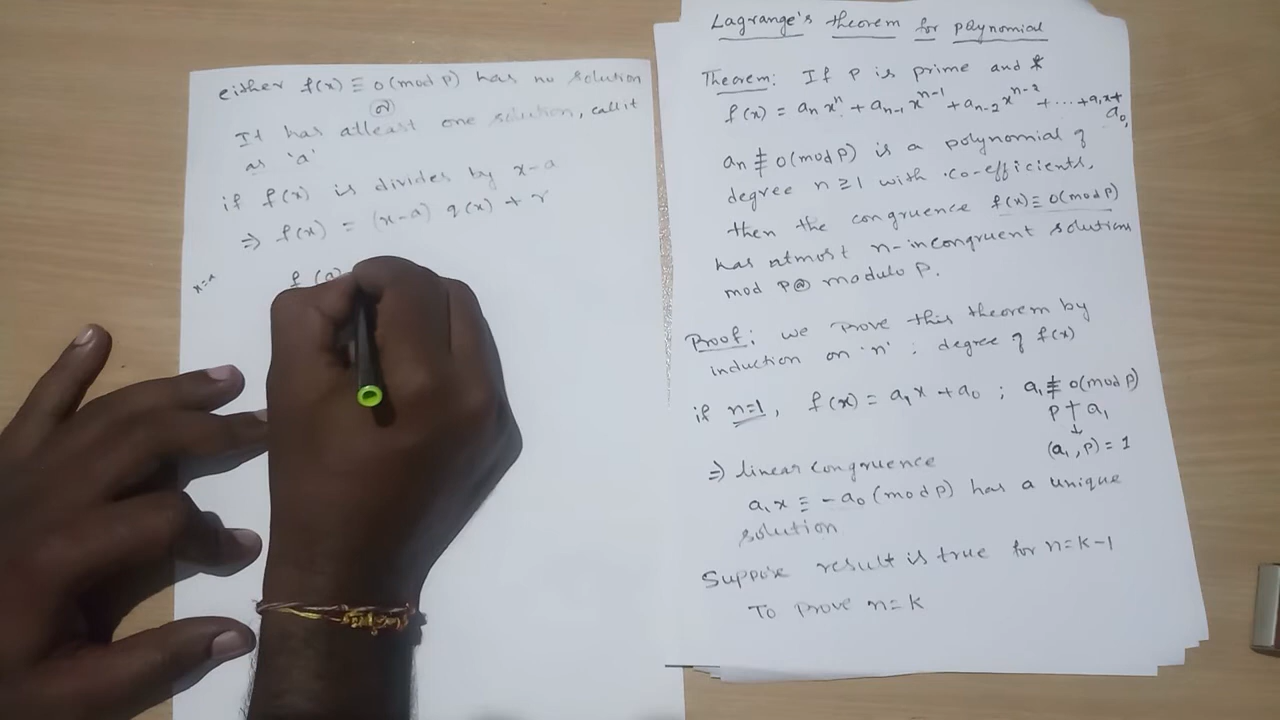 either f(x) ≡ 0 (mod p) has no solution
(or)
It has atleast one solution, call it
as 'a'
if f(x) is divides by x-a
⇒ f(x) = (x-a) q(x) + r
x=a
f(a)
Lagrange's theorem for polynomial
Theorem: If P is prime and f
f(x) = aₙxⁿ + aₙ₋₁xⁿ⁻¹ + aₙ₋₂xⁿ⁻² + ... + a₁x +
a₀,
aₙ ≢ 0 (mod P) is a polynomial of
degree n ≥ 1 with co-efficients,
then the congruence f(x) ≡ 0 (mod P)
has atmost n-incongruent solutions
mod P modulo P.
Proof: we prove this theorem by
induction on 'n' : degree of f(x)
if n=1, f(x) = a₁x + a₀ ; a₁ ≢ 0 (mod P)
P ∤ a₁
↓
(a₁, P) = 1
⇒ linear congruence
a₁x ≡ -a₀ (mod P) has a unique
solution
Suppose result is true for n=k-1
To Prove n=k